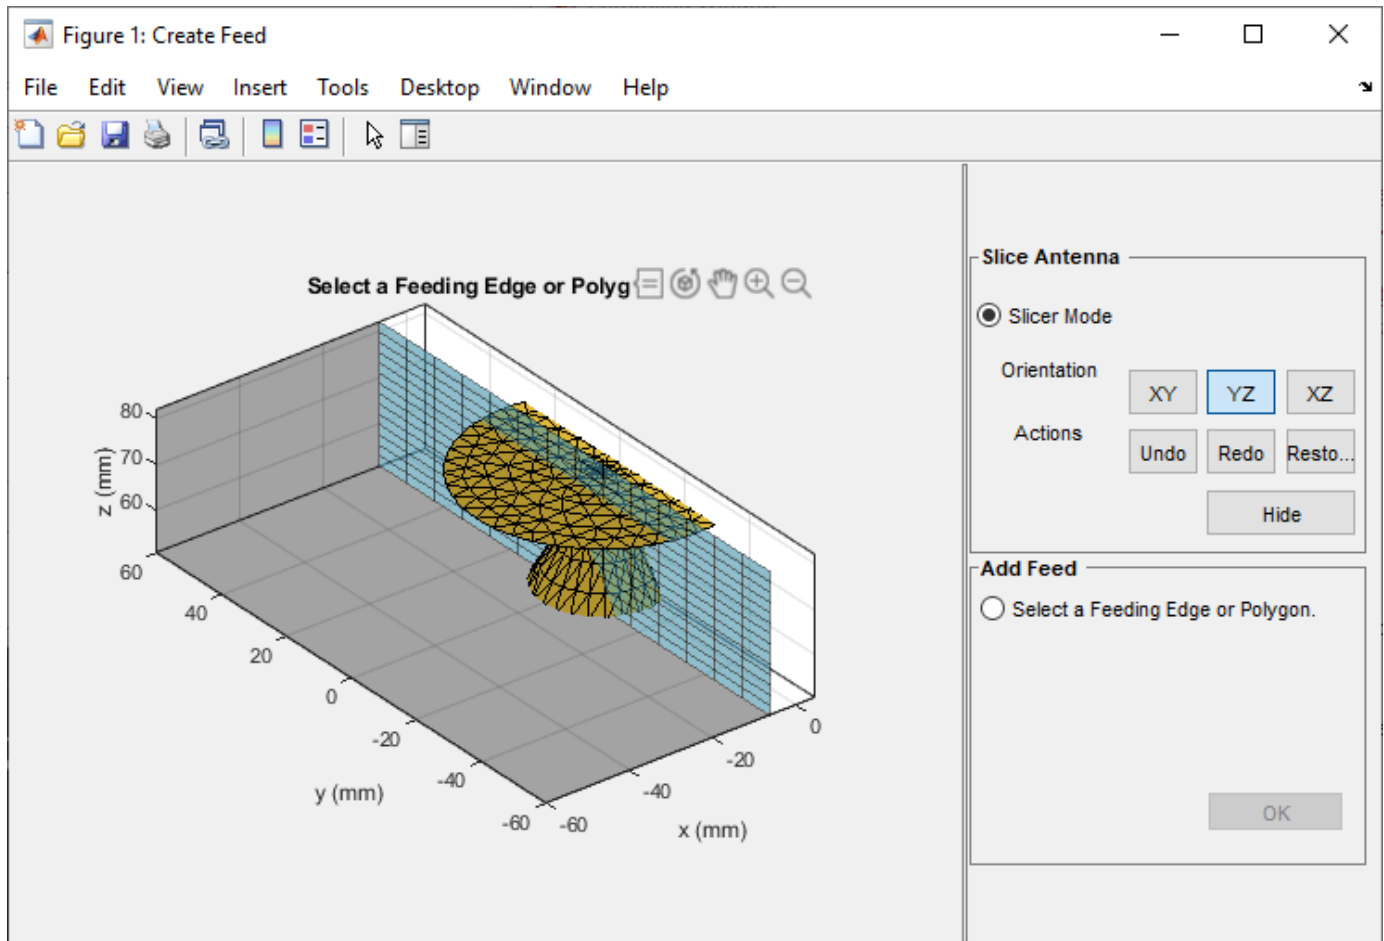 Figure 1: Create Feed
File Edit View Insert Tools Desktop Window Help
Select a Feeding Edge or Polyg
80
70
60
z (mm)
60
40
20
0
-20
-40
-60
y (mm)
-60
-40
-20
0
x (mm)
Slice Antenna
Slicer Mode
Orientation
XY YZ XZ
Actions
Undo Redo Resto...
Hide
Add Feed
Select a Feeding Edge or Polygon.
OK